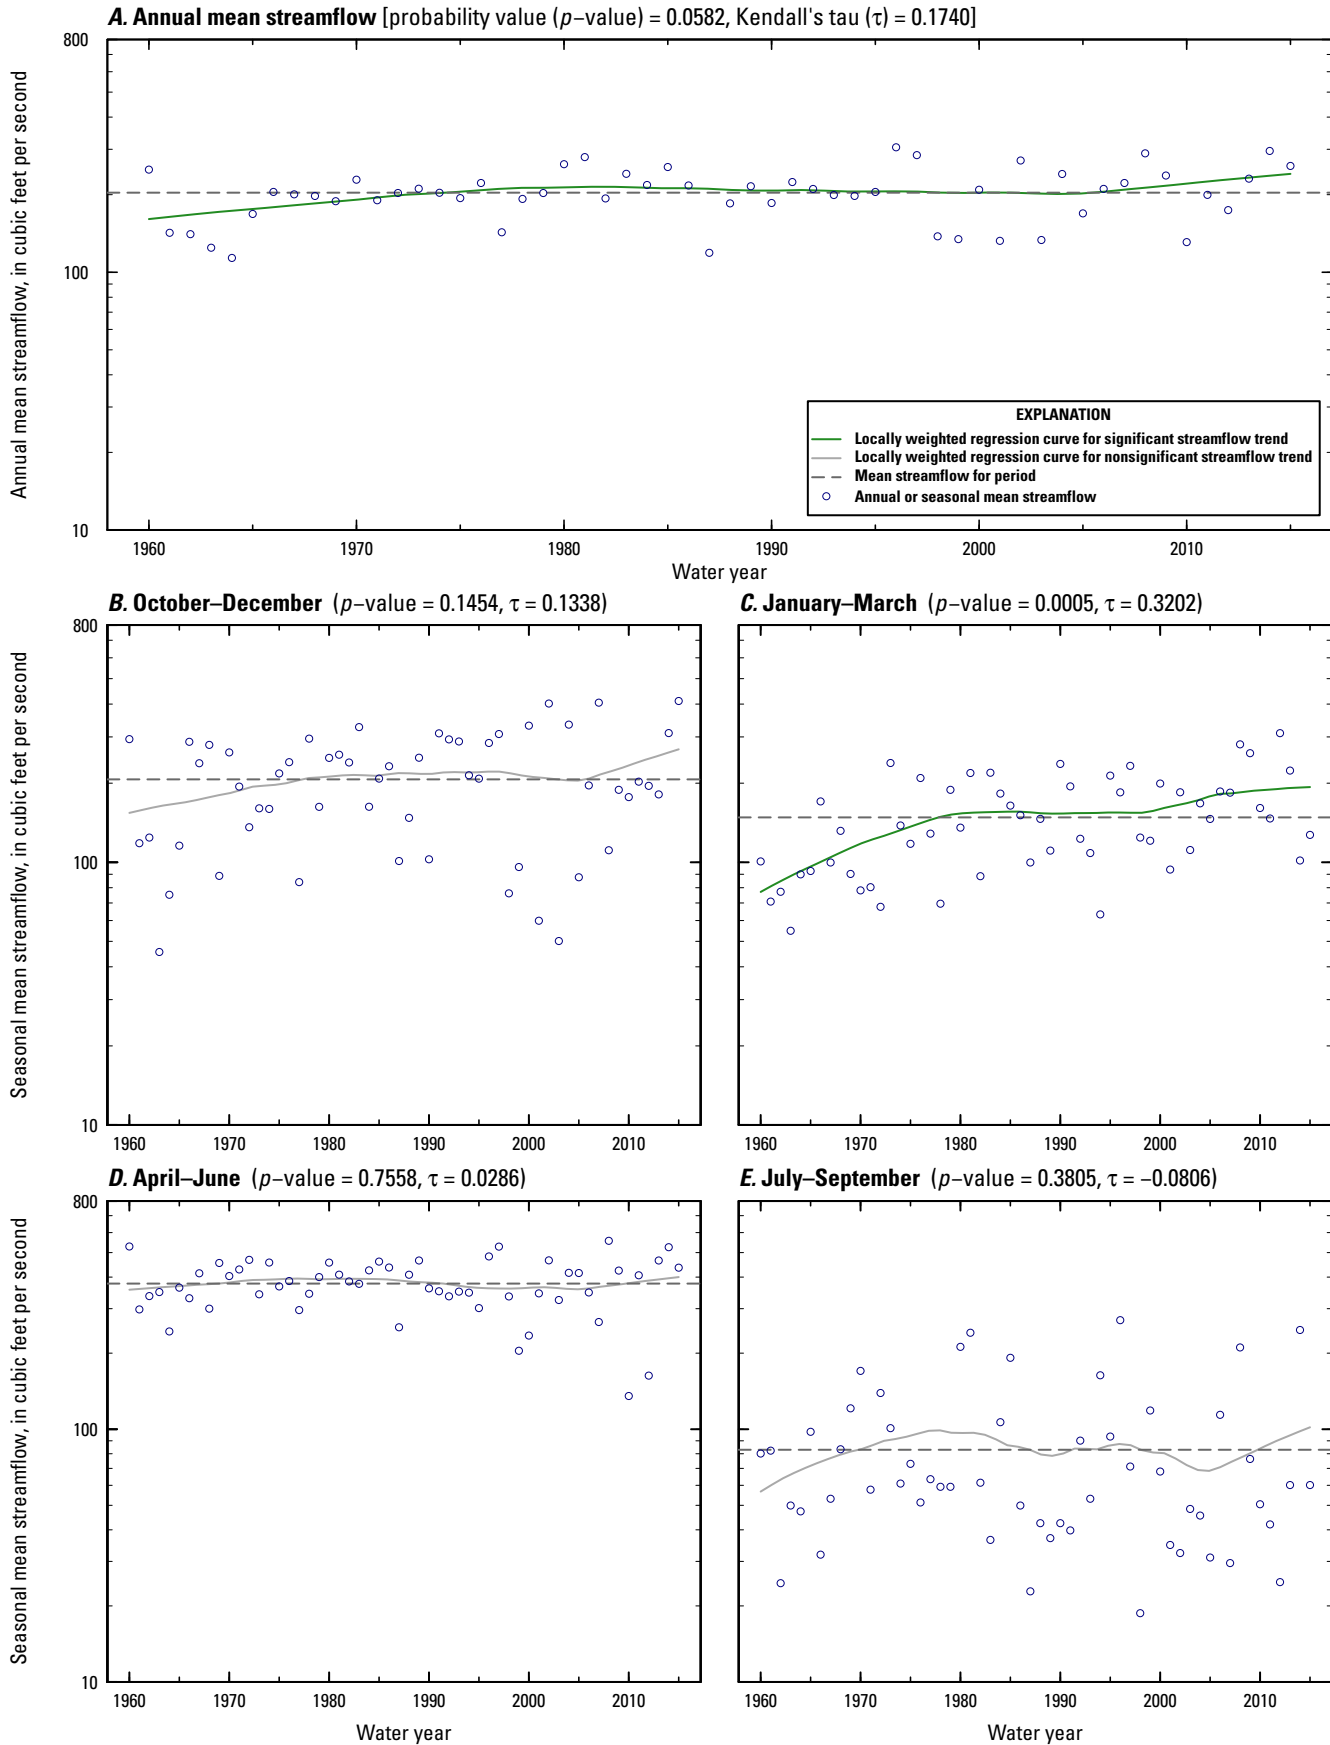 A. Annual mean streamflow [probability value (p–value) = 0.0582, Kendall's tau (τ) = 0.1740]
Annual mean streamflow, in cubic feet per second
800
100
10
EXPLANATION
Locally weighted regression curve for significant streamflow trend
Locally weighted regression curve for nonsignificant streamflow trend
Mean streamflow for period
Annual or seasonal mean streamflow
1960 1970 1980 1990 2000 2010
Water year
B. October–December (p–value = 0.1454, τ = 0.1338)
Seasonal mean streamflow, in cubic feet per second
800
100
10
1960 1970 1980 1990 2000 2010
C. January–March (p–value = 0.0005, τ = 0.3202)
1960 1970 1980 1990 2000 2010
D. April–June (p–value = 0.7558, τ = 0.0286)
Seasonal mean streamflow, in cubic feet per second
800
100
10
1960 1970 1980 1990 2000 2010
Water year
E. July–September (p–value = 0.3805, τ = –0.0806)
1960 1970 1980 1990 2000 2010
Water year